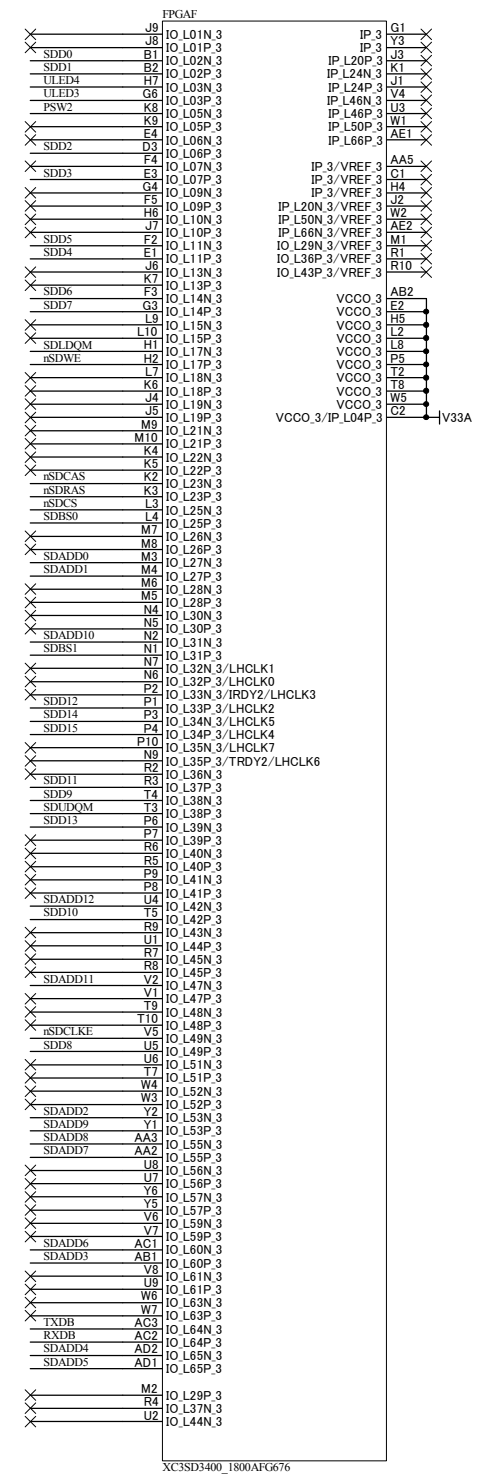 FPGAF
J9 IO_L01N_3
J8 IO_L01P_3
SDD0 B1 IO_L02N_3
SDD1 B2 IO_L02P_3
ULED4 H7 IO_L03N_3
ULED3 G6 IO_L03P_3
PSW2 K8 IO_L05N_3
K9 IO_L05P_3
E4 IO_L06N_3
SDD2 D3 IO_L06P_3
F4 IO_L07N_3
SDD3 E3 IO_L07P_3
G4 IO_L09N_3
F5 IO_L09P_3
H6 IO_L10N_3
J7 IO_L10P_3
SDD5 F2 IO_L11N_3
SDD4 E1 IO_L11P_3
J6 IO_L13N_3
K7 IO_L13P_3
SDD6 F3 IO_L14N_3
SDD7 G3 IO_L14P_3
L9 IO_L15N_3
L10 IO_L15P_3
SDLDQM H1 IO_L17N_3
nSDWE H2 IO_L17P_3
L7 IO_L18N_3
K6 IO_L18P_3
J4 IO_L19N_3
J5 IO_L19P_3
M9 IO_L21N_3
M10 IO_L21P_3
K4 IO_L22N_3
K5 IO_L22P_3
nSDCAS K2 IO_L23N_3
nSDRAS K3 IO_L23P_3
nSDCS L3 IO_L25N_3
SDBS0 L4 IO_L25P_3
M7 IO_L26N_3
M8 IO_L26P_3
SDADD0 M3 IO_L27N_3
SDADD1 M4 IO_L27P_3
M6 IO_L28N_3
M5 IO_L28P_3
N4 IO_L30N_3
N5 IO_L30P_3
SDADD10 N2 IO_L31N_3
SDBS1 N1 IO_L31P_3
N7 IO_L32N_3/LHCLK1
N6 IO_L32P_3/LHCLK0
P2 IO_L33N_3/IRDY2/LHCLK3
SDD12 P1 IO_L33P_3/LHCLK2
SDD14 P3 IO_L34N_3/LHCLK5
SDD15 P4 IO_L34P_3/LHCLK4
P10 IO_L35N_3/LHCLK7
N9 IO_L35P_3/TRDY2/LHCLK6
R2 IO_L36N_3
SDD11 R3 IO_L37P_3
SDD9 T4 IO_L38N_3
SDUDQM T3 IO_L38P_3
SDD13 P6 IO_L39N_3
P7 IO_L39P_3
R6 IO_L40N_3
R5 IO_L40P_3
P9 IO_L41N_3
P8 IO_L41P_3
SDADD12 U4 IO_L42N_3
SDD10 T5 IO_L42P_3
R9 IO_L43N_3
U1 IO_L44P_3
R7 IO_L45N_3
R8 IO_L45P_3
SDADD11 V2 IO_L47N_3
V1 IO_L47P_3
T9 IO_L48N_3
T10 IO_L48P_3
nSDCLKE V5 IO_L49N_3
SDD8 U5 IO_L49P_3
U6 IO_L51N_3
T7 IO_L51P_3
W4 IO_L52N_3
W3 IO_L52P_3
SDADD2 Y2 IO_L53N_3
SDADD9 Y1 IO_L53P_3
SDADD8 AA3 IO_L55N_3
SDADD7 AA2 IO_L55P_3
U8 IO_L56N_3
U7 IO_L56P_3
Y6 IO_L57N_3
Y5 IO_L57P_3
V6 IO_L59N_3
V7 IO_L59P_3
SDADD6 AC1 IO_L60N_3
SDADD3 AB1 IO_L60P_3
V8 IO_L61N_3
U9 IO_L61P_3
W6 IO_L63N_3
W7 IO_L63P_3
TXDB AC3 IO_L64N_3
RXDB AC2 IO_L64P_3
SDADD4 AD2 IO_L65N_3
SDADD5 AD1 IO_L65P_3
M2 IO_L29P_3
R4 IO_L37N_3
U2 IO_L44N_3
IP_3 G1
IP_3 Y3
IP_L20P_3 J3
IP_L24N_3 K1
IP_L24P_3 J1
IP_L46N_3 V4
IP_L46P_3 U3
IP_L50P_3 W1
IP_L66P_3 AE1
IP_3/VREF_3 AA5
IP_3/VREF_3 C1
IP_3/VREF_3 H4
IP_L20N_3/VREF_3 J2
IP_L50N_3/VREF_3 W2
IP_L66N_3/VREF_3 AE2
IO_L29N_3/VREF_3 M1
IO_L36P_3/VREF_3 R1
IO_L43P_3/VREF_3 R10
VCCO_3 AB2
VCCO_3 E2
VCCO_3 H5
VCCO_3 L2
VCCO_3 L8
VCCO_3 P5
VCCO_3 T2
VCCO_3 T8
VCCO_3 W5
VCCO_3/IP_L04P_3 C2 V33A
XC3SD3400_1800AFG676